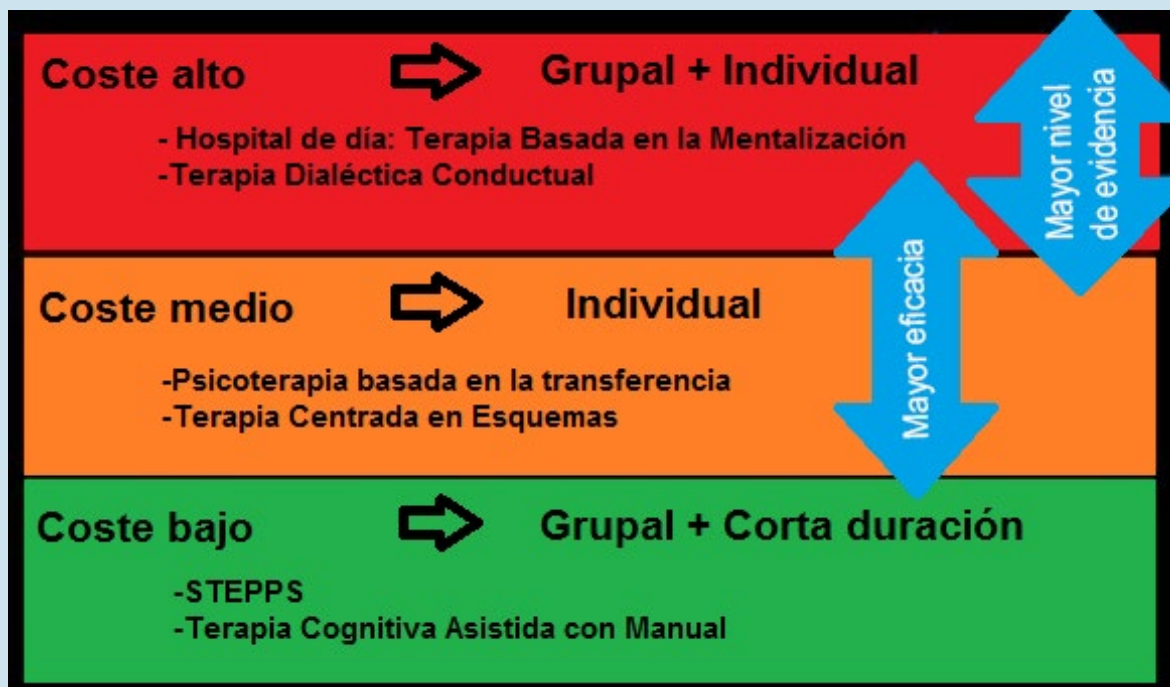 Coste alto
Grupal + Individual
- Hospital de día: Terapia Basada en la Mentalización
-Terapia Dialéctica Conductual
Mayor nivel
de evidencia
Coste medio
Individual
-Psicoterapia basada en la transferencia
-Terapia Centrada en Esquemas
Mayor eficacia
Coste bajo
Grupal + Corta duración
-STEPPS
-Terapia Cognitiva Asistida con Manual